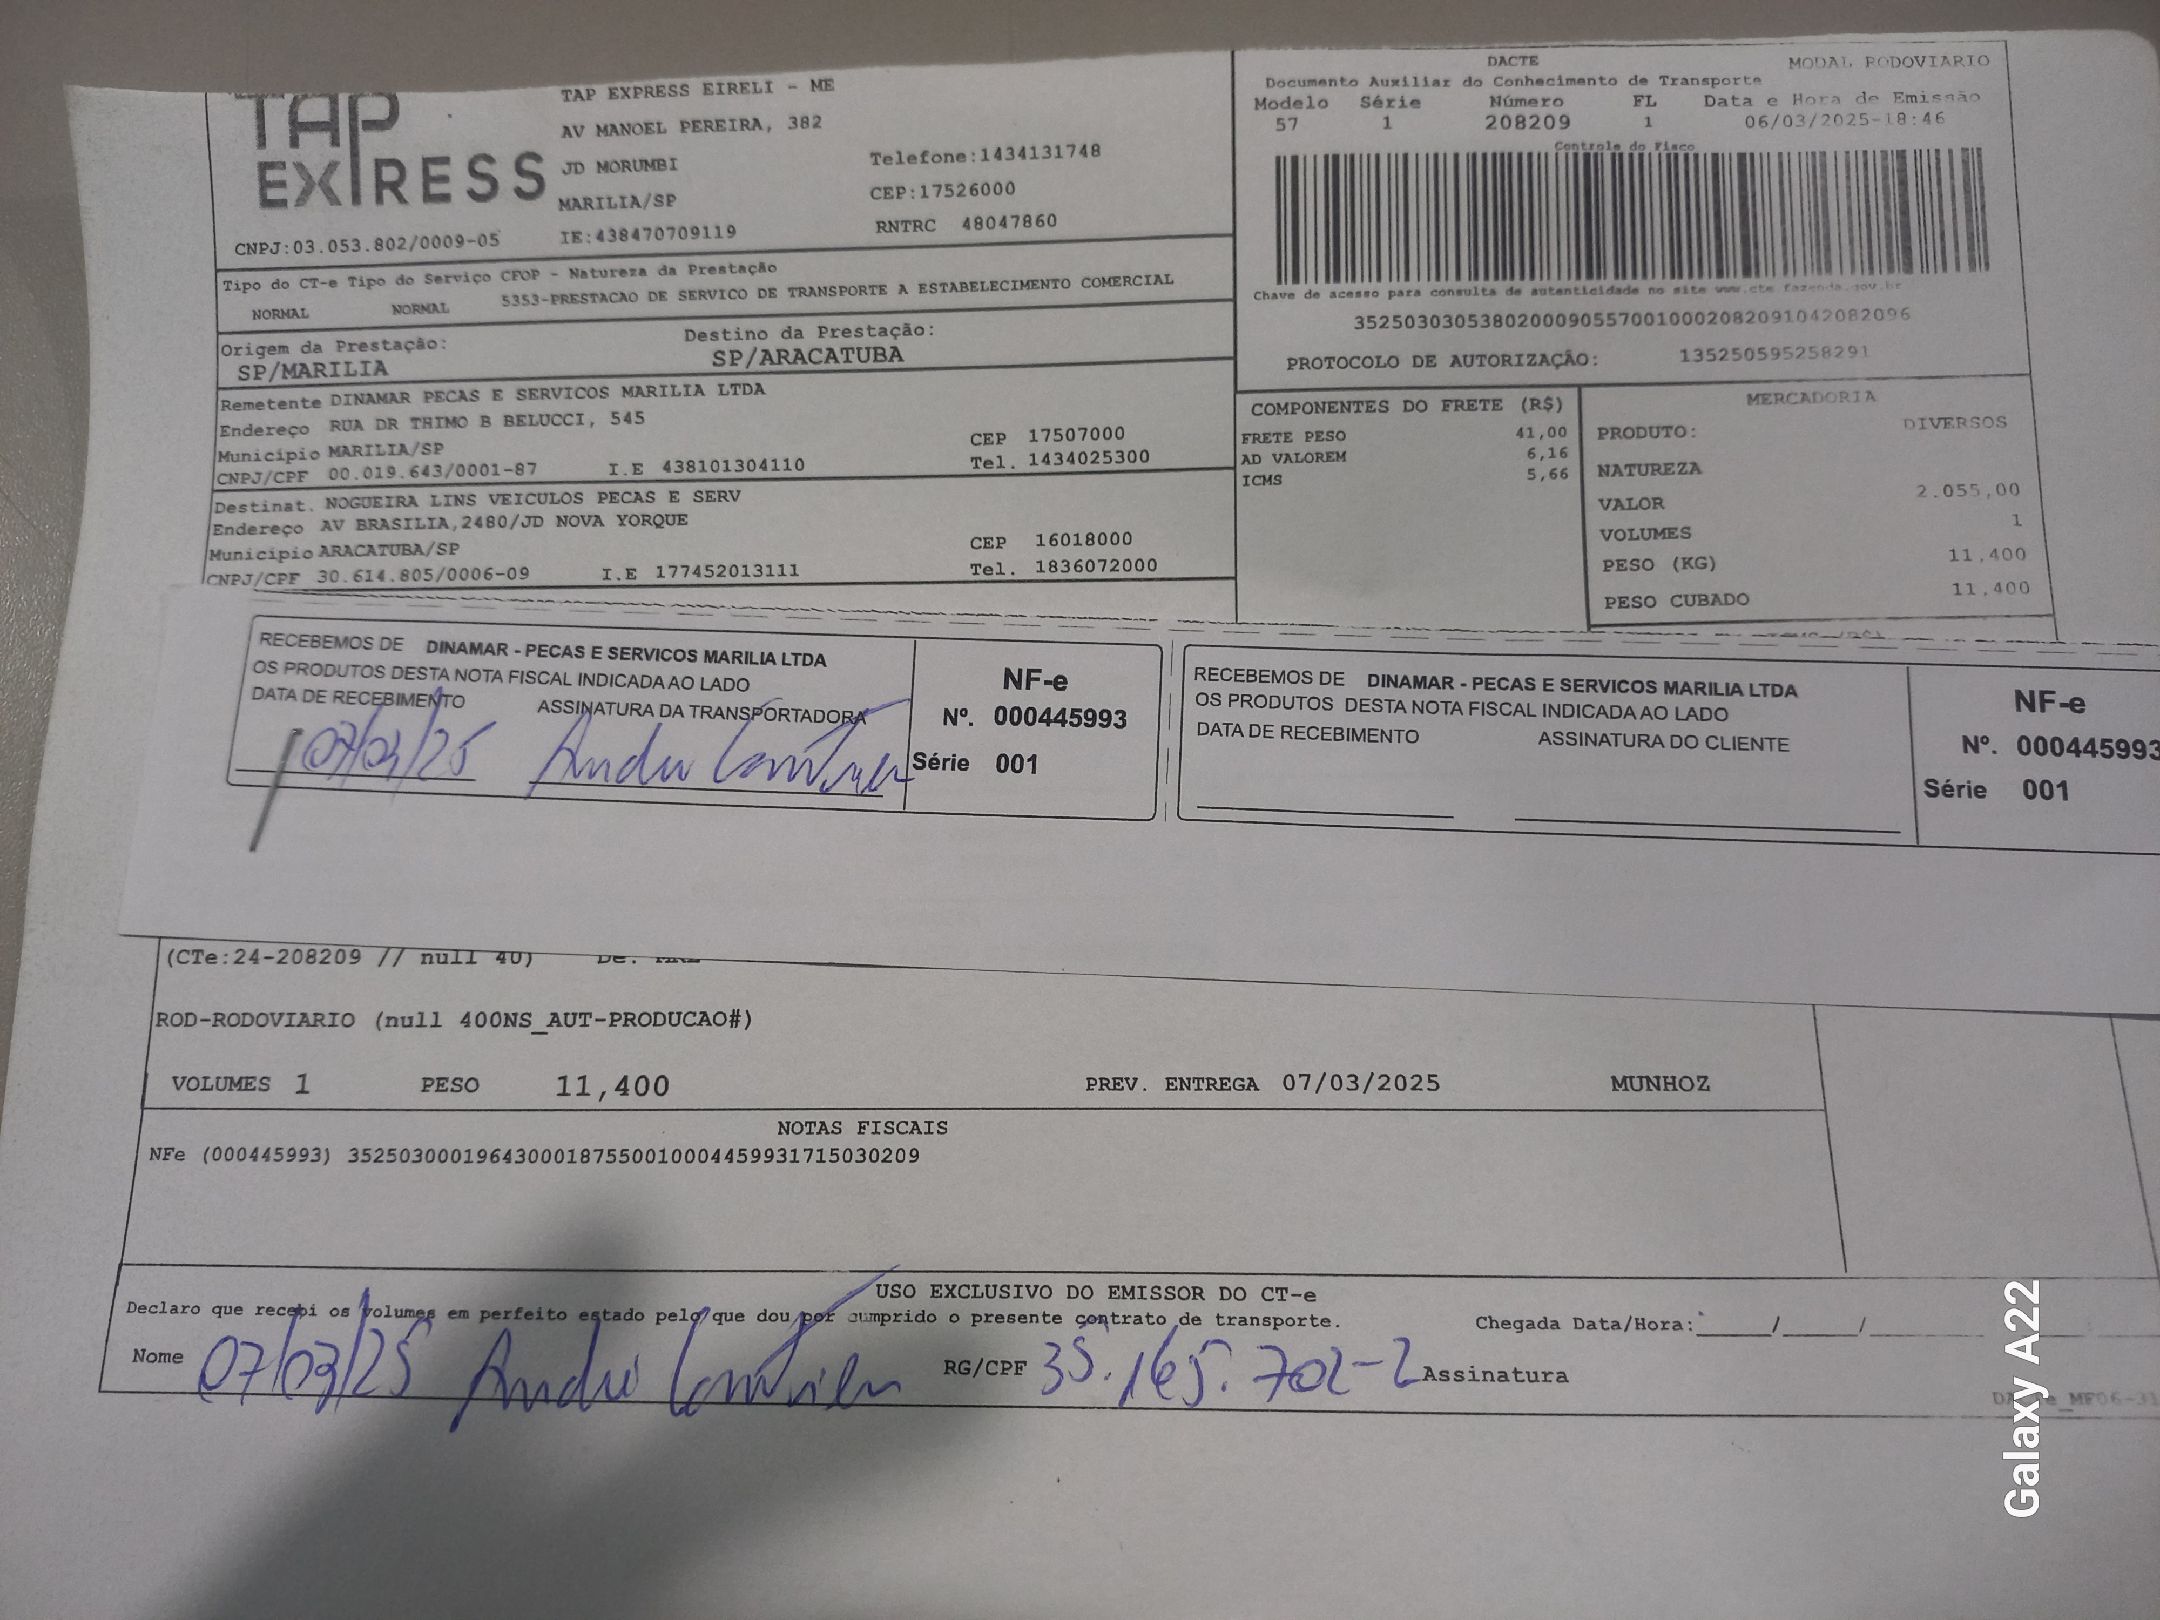 TAP EXPRESS
TAP EXPRESS EIRELI - ME
AV MANOEL PEREIRA, 382
JD MORUMBI
MARILIA/SP
IE:438470709119
Telefone:1434131748
CEP:17526000
RNTRC 48047860
CNPJ:03.053.802/0009-05
DACTE
MODAL RODOVIARIO
Documento Auxiliar do Conhecimento de Transporte
Modelo Série Número FL Data e Hora de Emissão
57 1 208209 1 06/03/2025-18:46
Controle do Fisco
Chave de acesso para consulta de autenticidade no site www.cte.fazenda.gov.br
35250303053802000905570010002082091042082096
PROTOCOLO DE AUTORIZAÇÂO: 135250595258291
Tipo do CT-e Tipo do Serviço CFOP - Natureza da Prestação
NORMAL NORMAL 5353-PRESTACAO DE SERVICO DE TRANSPORTE A ESTABELECIMENTO COMERCIAL
Origem da Prestação: Destino da Prestação:
SP/MARILIA SP/ARACATUBA
Remetente DINAMAR PECAS E SERVICOS MARILIA LTDA
Endereço RUA DR THIMO B BELUCCI, 545
Município MARILIA/SP CEP 17507000
CNPJ/CPF 00.019.643/0001-87 I.E 438101304110 Tel. 1434025300
Destinat. NOGUEIRA LINS VEICULOS PECAS E SERV
Endereço AV BRASILIA,2480/JD NOVA YORQUE
Município ARACATUBA/SP CEP 16018000
CNPJ/CPF 30.614.805/0006-09 I.E 177452013111 Tel. 1836072000
COMPONENTES DO FRETE (R$)
FRETE PESO 41,00
AD VALOREM 6,16
ICMS 5,66
MERCADORIA
PRODUTO: DIVERSOS
NATUREZA
VALOR 2.055,00
VOLUMES 1
PESO (KG) 11,400
PESO CUBADO 11,400
RECEBEMOS DE DINAMAR - PECAS E SERVICOS MARILIA LTDA
OS PRODUTOS DESTA NOTA FISCAL INDICADA AO LADO
DATA DE RECEBIMENTO ASSINATURA DA TRANSPORTADORA
07/03/25
NF-e
Nº. 000445993
Série 001
RECEBEMOS DE DINAMAR - PECAS E SERVICOS MARILIA LTDA
OS PRODUTOS DESTA NOTA FISCAL INDICADA AO LADO
DATA DE RECEBIMENTO ASSINATURA DO CLIENTE
NF-e
Nº. 000445993
Série 001
(CTe:24-208209 // null 40)
ROD-RODOVIARIO (null 400NS_AUT-PRODUCAO#)
VOLUMES 1 PESO 11,400 PREV. ENTREGA 07/03/2025 MUNHOZ
NOTAS FISCAIS
NFe (000445993) 35250300019643000187550010004459931715030209
USO EXCLUSIVO DO EMISSOR DO CT-e
Declaro que recebi os volumes em perfeito estado pelo que dou por cumprido o presente contrato de transporte. Chegada Data/Hora:_____/_____/_____
Nome 07/03/25 RG/CPF 35.165.702-2 Assinatura
Galaxy A22